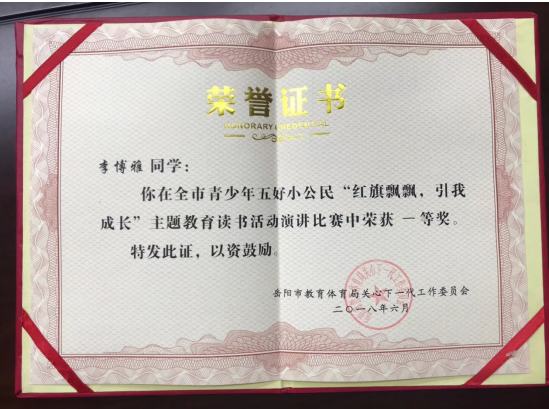 荣誉证书
HONORARY CREDENTIAL
李博雅 同学：
你在全市青少年五好小公民“红旗飘飘，引我
成长”主题教育读书活动演讲比赛中荣获 一等奖。
特发此证，以资鼓励。
岳阳市教育体育局关心下一代工作委员会
二〇一八年六月